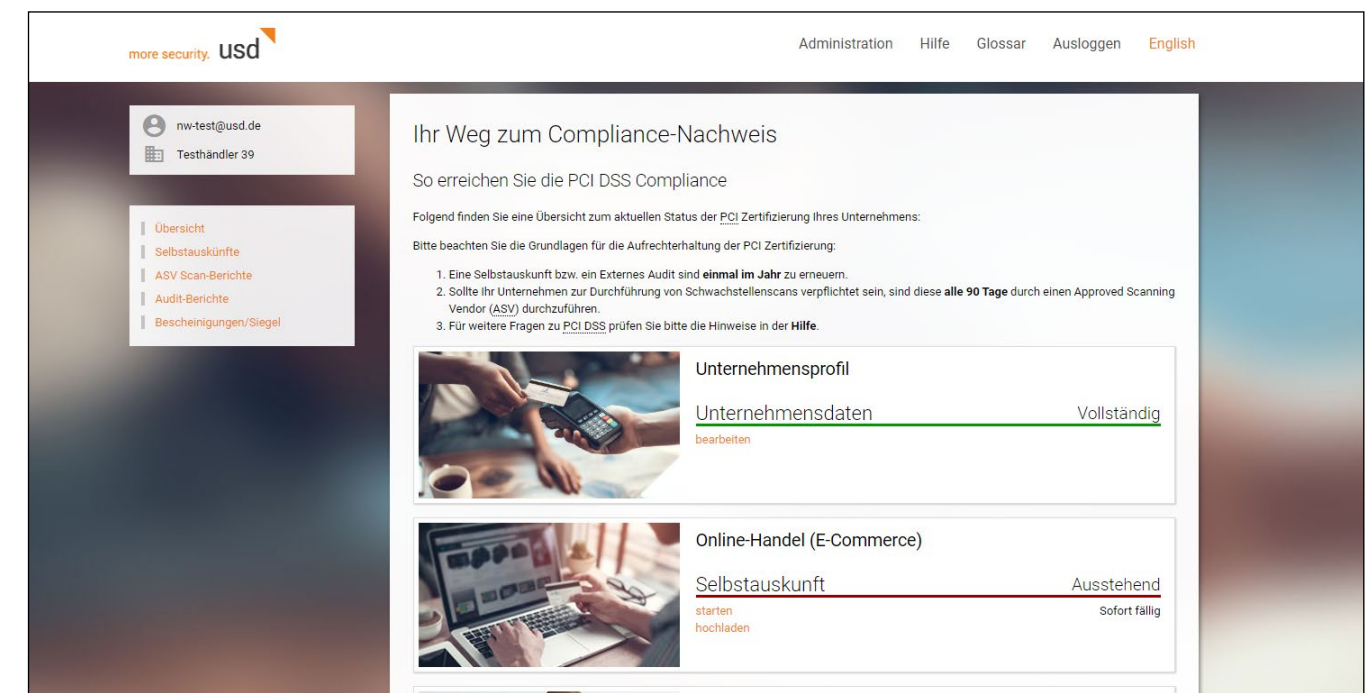 more security. usd
Administration Hilfe Glossar Ausloggen English
nw-test@usd.de
Testhändler 39
Übersicht
Selbstauskünfte
ASV Scan-Berichte
Audit-Berichte
Bescheinigungen/Siegel
Ihr Weg zum Compliance-Nachweis
So erreichen Sie die PCI DSS Compliance
Folgend finden Sie eine Übersicht zum aktuellen Status der PCI Zertifizierung Ihres Unternehmens:
Bitte beachten Sie die Grundlagen für die Aufrechterhaltung der PCI Zertifizierung:
1. Eine Selbstauskunft bzw. ein Externes Audit sind einmal im Jahr zu erneuern.
2. Sollte Ihr Unternehmen zur Durchführung von Schwachstellenscans verpflichtet sein, sind diese alle 90 Tage durch einen Approved Scanning
Vendor (ASV) durchzuführen.
3. Für weitere Fragen zu PCI DSS prüfen Sie bitte die Hinweise in der Hilfe.
Unternehmensprofil
Unternehmensdaten Vollständig
bearbeiten
Online-Handel (E-Commerce)
Selbstauskunft Ausstehend
starten Sofort fällig
hochladen